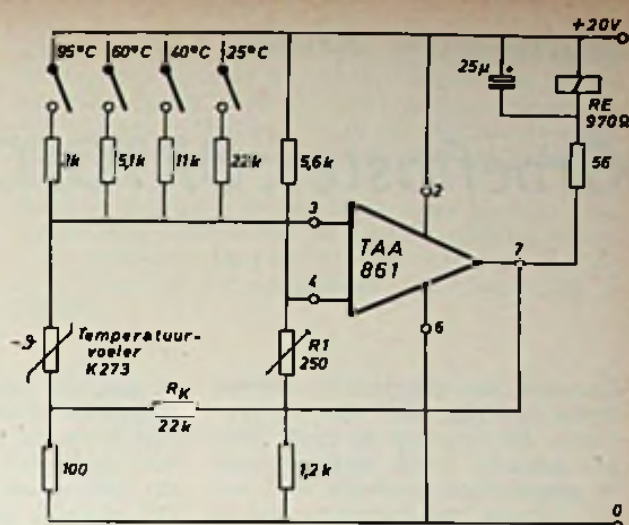 +20V
95°C 60°C 40°C 25°C
25µ
+
RE
970Ω
1k 5,1k 11k 22k 5,6k
56
3
2
TAA
861
7
4
6
-ϑ
Temperatuur-
voeler
K273
R1
250
RK
22k
100
1,2k
0